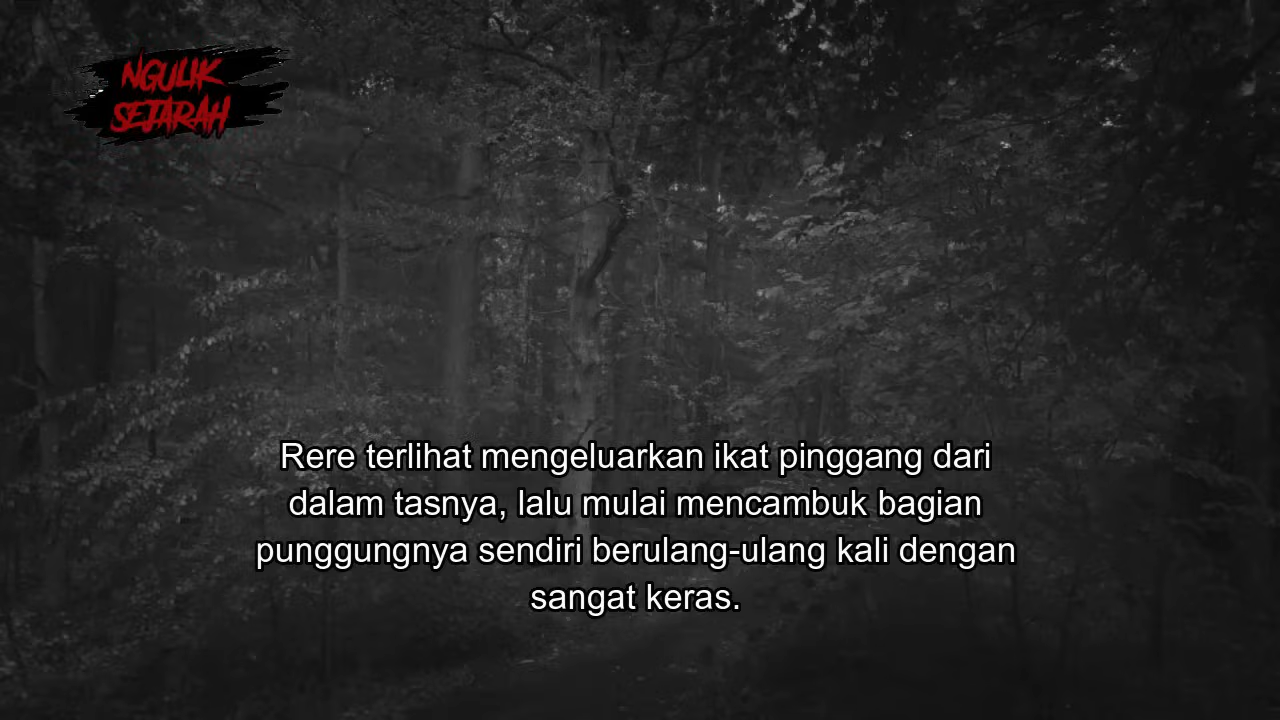 NGULIK
SEJARAH
Rere terlihat mengeluarkan ikat pinggang dari
dalam tasnya, lalu mulai mencambuk bagian
punggungnya sendiri berulang-ulang kali dengan
sangat keras.